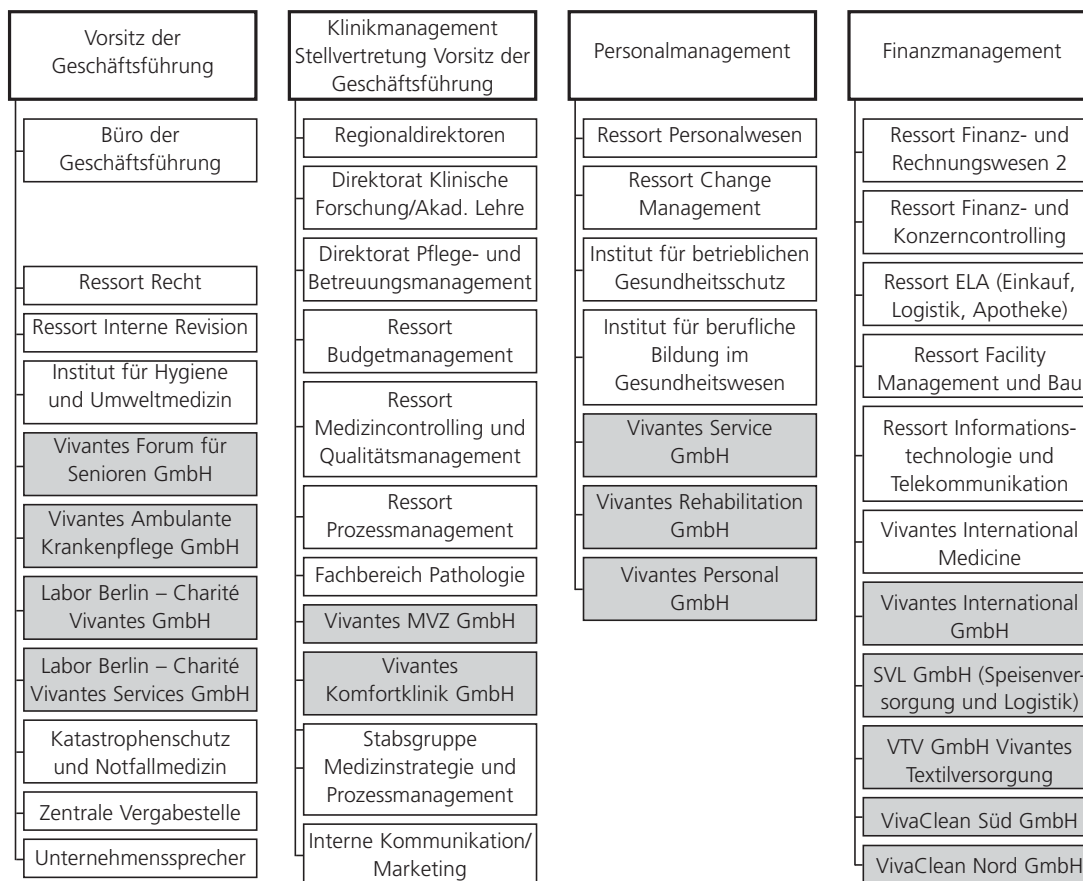 Vorsitz der
Geschäftsführung
Büro der
Geschäftsführung
Ressort Recht
Ressort Interne Revision
Institut für Hygiene
und Umweltmedizin
Vivantes Forum für
Senioren GmbH
Vivantes Ambulante
Krankenpflege GmbH
Labor Berlin – Charité
Vivantes GmbH
Labor Berlin – Charité
Vivantes Services GmbH
Katastrophenschutz
und Notfallmedizin
Zentrale Vergabestelle
Unternehmenssprecher
Klinikmanagement
Stellvertretung Vorsitz der
Geschäftsführung
Regionaldirektoren
Direktorat Klinische
Forschung/Akad. Lehre
Direktorat Pflege- und
Betreuungsmanagement
Ressort
Budgetmanagement
Ressort
Medizincontrolling und
Qualitätsmanagement
Ressort
Prozessmanagement
Fachbereich Pathologie
Vivantes MVZ GmbH
Vivantes
Komfortklinik GmbH
Stabsgruppe
Medizinstrategie und
Prozessmanagement
Interne Kommunikation/
Marketing
Personalmanagement
Ressort Personalwesen
Ressort Change
Management
Institut für betrieblichen
Gesundheitsschutz
Institut für berufliche
Bildung im
Gesundheitswesen
Vivantes Service
GmbH
Vivantes Rehabilitation
GmbH
Vivantes Personal
GmbH
Finanzmanagement
Ressort Finanz- und
Rechnungswesen 2
Ressort Finanz- und
Konzerncontrolling
Ressort ELA (Einkauf,
Logistik, Apotheke)
Ressort Facility
Management und Bau
Ressort Informations-
technologie und
Telekommunikation
Vivantes International
Medicine
Vivantes International
GmbH
SVL GmbH (Speisenver-
sorgung und Logistik)
VTV GmbH Vivantes
Textilversorgung
VivaClean Süd GmbH
VivaClean Nord GmbH